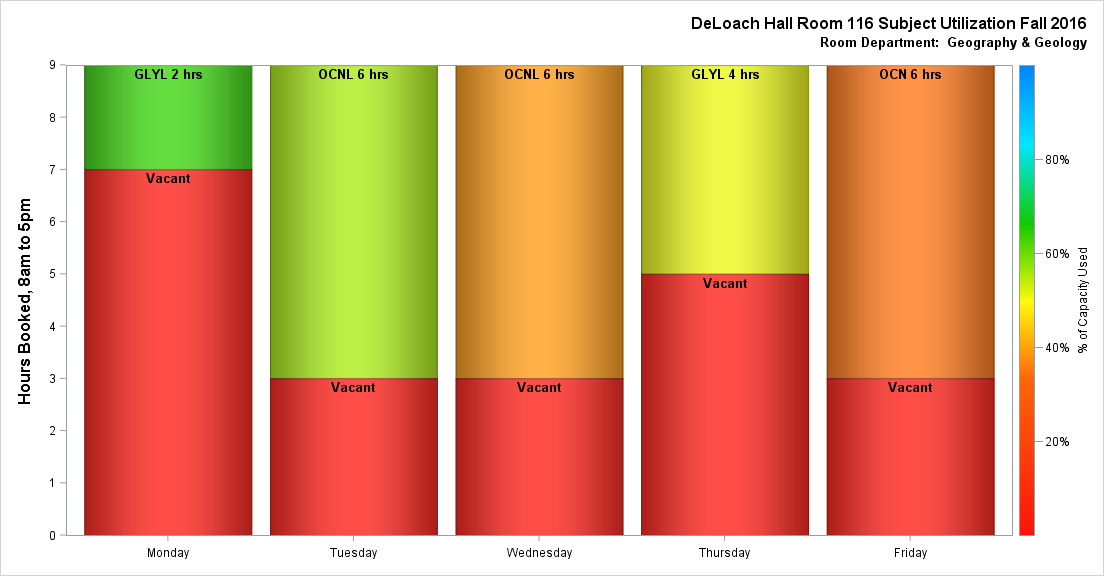 DeLoach Hall Room 116 Subject Utilization Fall 2016
Room Department: Geography & Geology
Hours Booked, 8am to 5pm
9
8
7
6
5
4
3
2
1
0
GLYL 2 hrs
Vacant
OCNL 6 hrs
Vacant
OCNL 6 hrs
Vacant
GLYL 4 hrs
Vacant
OCN 6 hrs
Vacant
Monday
Tuesday
Wednesday
Thursday
Friday
80%
60%
40%
20%
% of Capacity Used